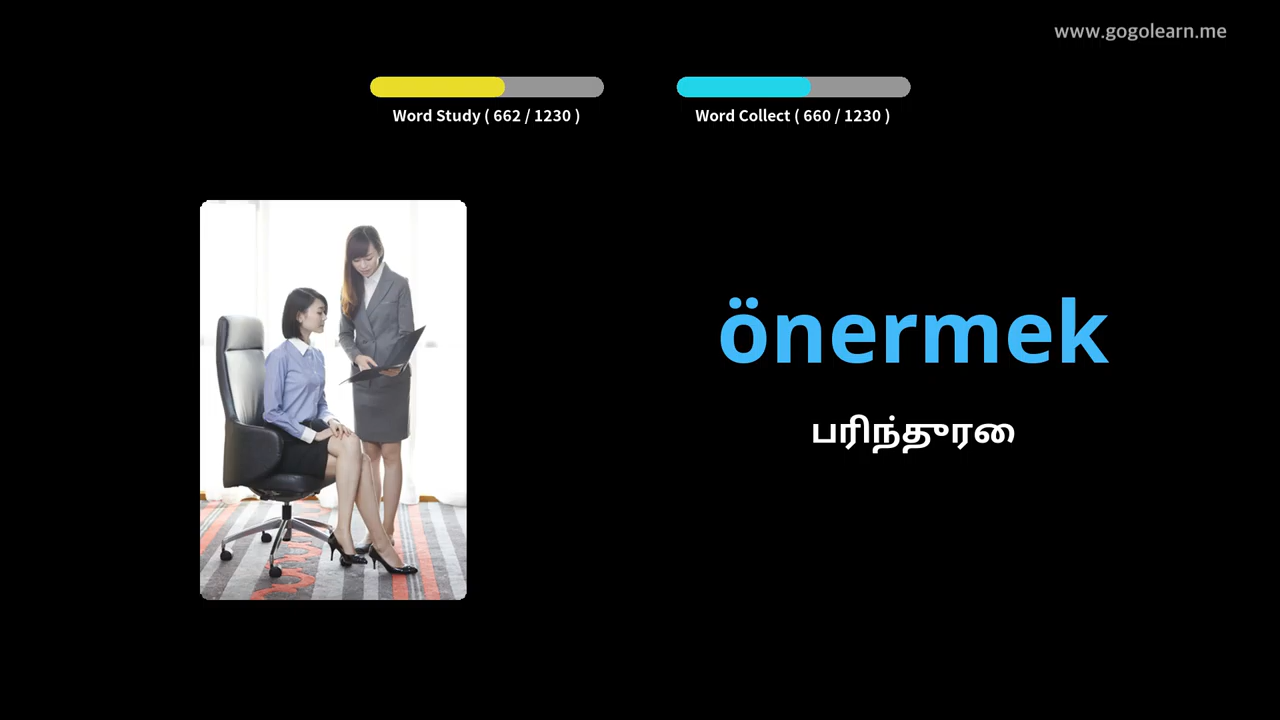 www.gogolearn.me
Word Study ( 662 / 1230 )
Word Collect ( 660 / 1230 )
önermek
பரிந்துரை